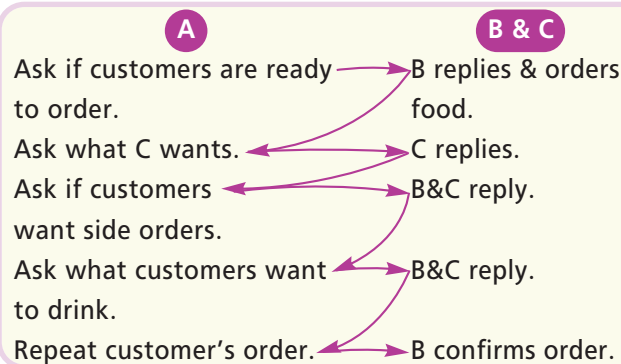 A B & C
Ask if customers are ready B replies & orders
to order. food.
Ask what C wants. C replies.
Ask if customers B&C reply.
want side orders.
Ask what customers want B&C reply.
to drink.
Repeat customer's order. B confirms order.